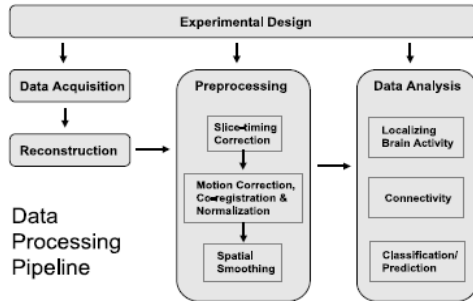 Experimental Design
Data Acquisition
Reconstruction
Data
Processing
Pipeline
Preprocessing
Slice-timing
Correction
Motion Correction,
Co-registration &
Normalization
Spatial
Smoothing
Data Analysis
Localizing
Brain Activity
Connectivity
Classification/
Prediction